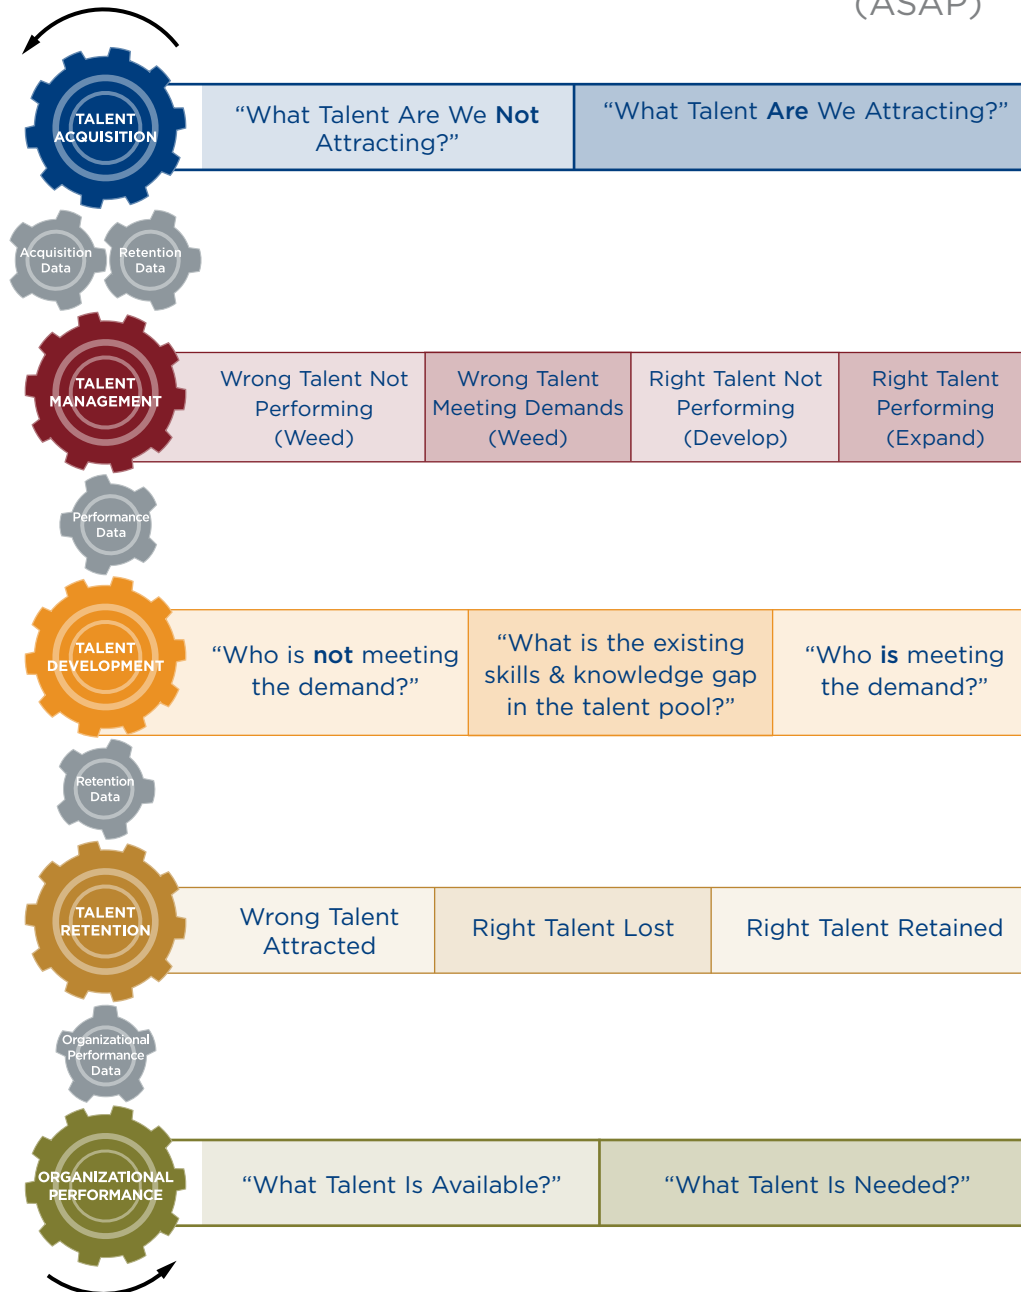 (ASAP)
TALENT
ACQUISITION
“What Talent Are We Not
Attracting?”
“What Talent Are We Attracting?”
Acquisition
Data
Retention
Data
TALENT
MANAGEMENT
Wrong Talent Not
Performing
(Weed)
Wrong Talent
Meeting Demands
(Weed)
Right Talent Not
Performing
(Develop)
Right Talent
Performing
(Expand)
Performance
Data
TALENT
DEVELOPMENT
“Who is not meeting
the demand?”
“What is the existing
skills & knowledge gap
in the talent pool?”
“Who is meeting
the demand?”
Retention
Data
TALENT
RETENTION
Wrong Talent
Attracted
Right Talent Lost
Right Talent Retained
Organizational
Performance
Data
ORGANIZATIONAL
PERFORMANCE
“What Talent Is Available?”
“What Talent Is Needed?”